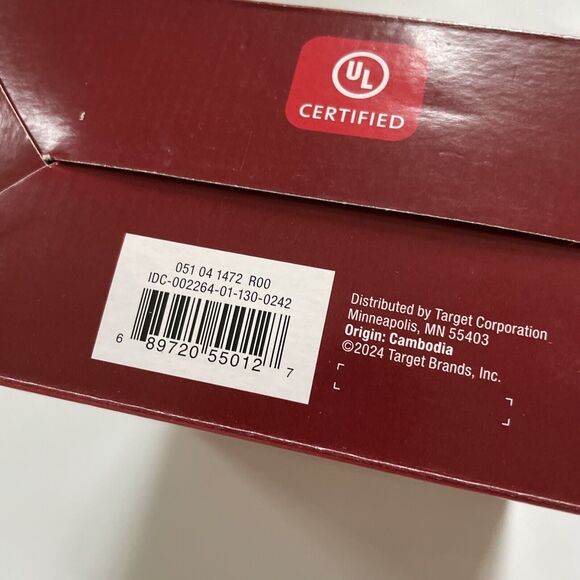 UL
CERTIFIED
051 04 1472 R00
IDC-002264-01-130-0242
6 89720 55012 7
Distributed by Target Corporation
Minneapolis, MN 55403
Origin: Cambodia
©2024 Target Brands, Inc.